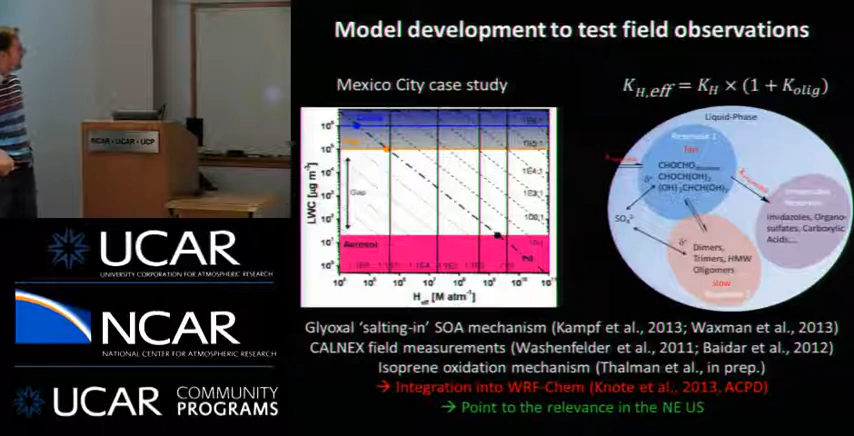 Model development to test field observations
Mexico City case study
K_H,eff = K_H × (1 + K_olig)
Liquid-Phase
LWC [µg m⁻³]
Gap
Aerosol
H_eff [M atm⁻¹]
CHOCHO
CHOCH(OH)₂
(OH)₂CHCH(OH)₂
SO₄²⁻
Imidazoles, Organo-
sulfates, Carboxylic
Acids,...
Dimers,
Trimers, HMW
Oligomers
slow
Glyoxal 'salting-in' SOA mechanism (Kampf et al., 2013; Waxman et al., 2013)
CALNEX field measurements (Washenfelder et al., 2011; Baidar et al., 2012)
Isoprene oxidation mechanism (Thalman et al., in prep.)
→ Integration into WRF-Chem (Knote et al., 2013, ACPD)
→ Point to the relevance in the NE US
NCAR • UCAR • UCP
UCAR
UNIVERSITY CORPORATION FOR ATMOSPHERIC RESEARCH
NCAR
NATIONAL CENTER FOR ATMOSPHERIC RESEARCH
UCAR COMMUNITY
PROGRAMS